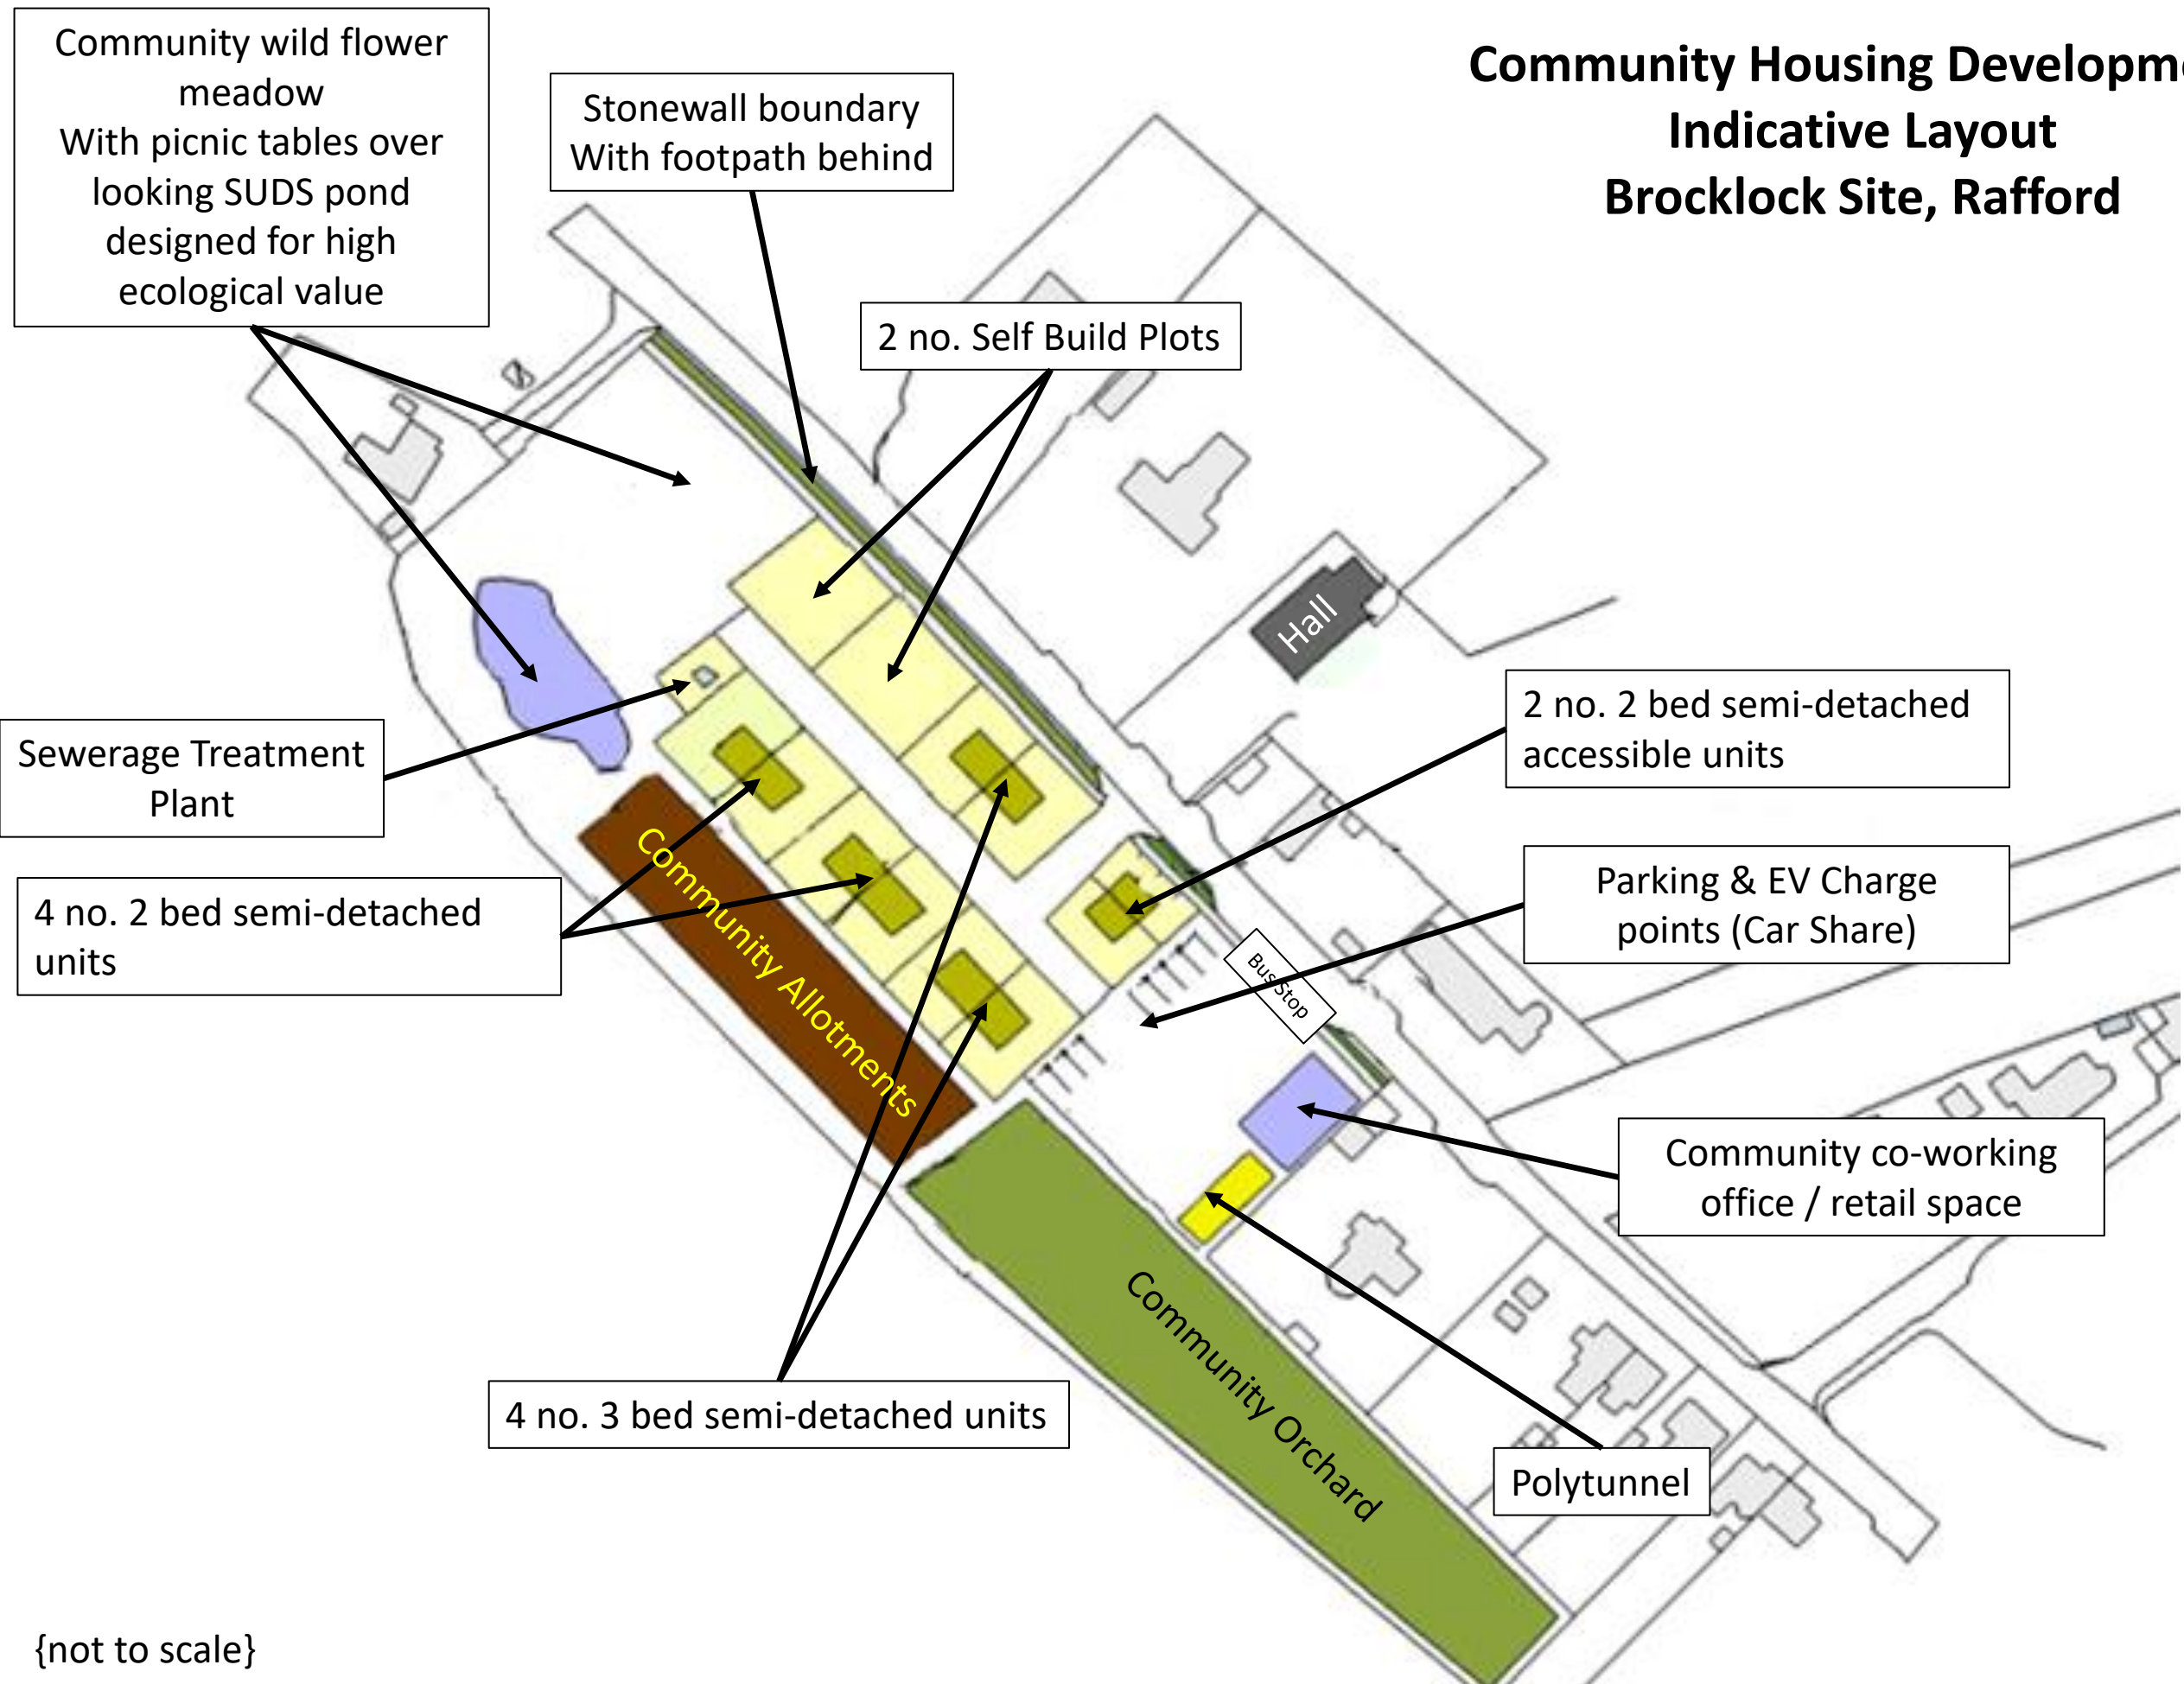 Community Housing Developm
Indicative Layout
Brocklock Site, Rafford
Community wild flower
meadow
With picnic tables over
looking SUDS pond
designed for high
ecological value
Stonewall boundary
With footpath behind
2 no. Self Build Plots
Hall
2 no. 2 bed semi-detached
accessible units
Sewerage Treatment
Plant
Parking & EV Charge
points (Car Share)
4 no. 2 bed semi-detached
units
Community Allotments
Bus Stop
Community co-working
office / retail space
4 no. 3 bed semi-detached units
Community Orchard
Polytunnel
{not to scale}